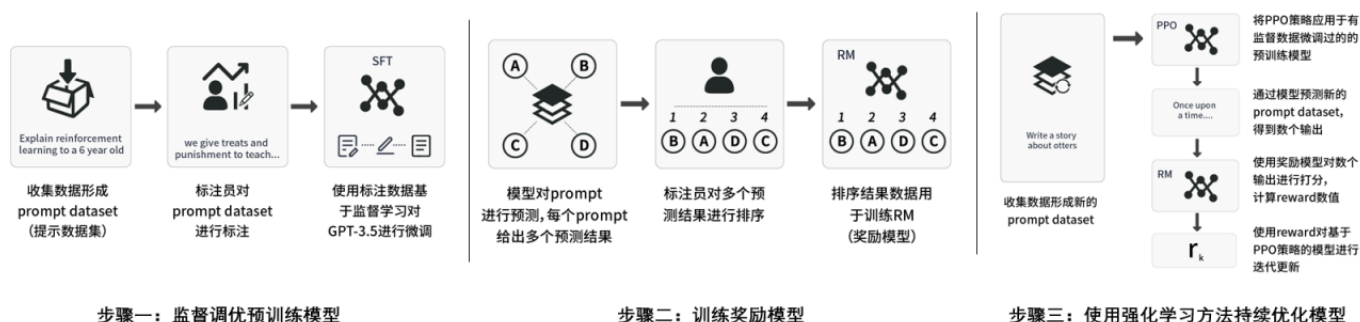 Explain reinforcement
learning to a 6 year old
收集数据形成
prompt dataset
（提示数据集）
we give treats and
punishment to teach...
标注员对
prompt dataset
进行标注
SFT
使用标注数据基
于监督学习对
GPT-3.5进行微调
步骤一：监督调优预训练模型
A
B
C
D
模型对prompt
进行预测，每个prompt
给出多个预测结果
1 2 3 4
B A D C
标注员对多个预
测结果进行排序
RM
1 2 3 4
B A D C
排序结果数据用
于训练RM
（奖励模型）
步骤二：训练奖励模型
Write a story
about otters
收集数据形成新的
prompt dataset
PPO
将PPO策略应用于有
监督数据微调过的的
预训练模型
Once upon
a time....
通过模型预测新的
prompt dataset，
得到数个输出
RM
使用奖励模型对数个
输出进行打分，
计算reward数值
rk
使用reward对基于
PPO策略的模型进行
迭代更新
步骤三：使用强化学习方法持续优化模型